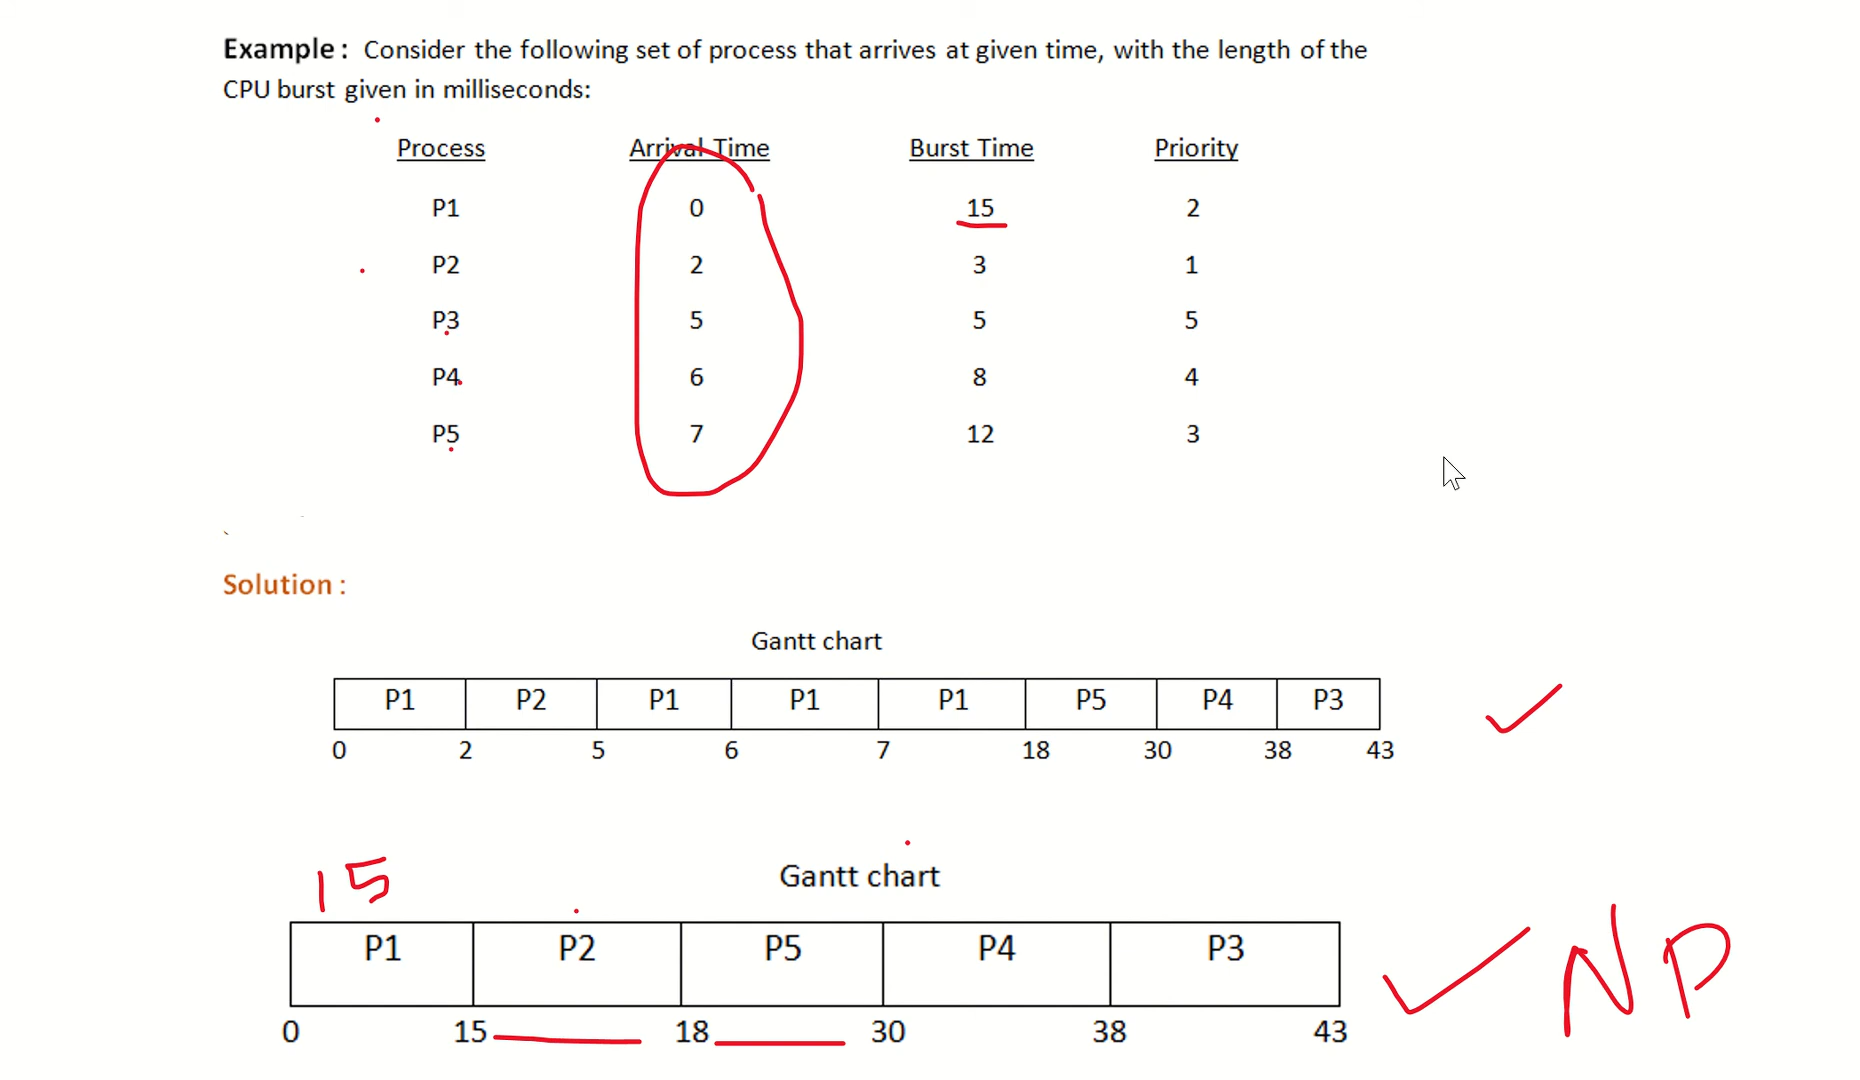 Example : Consider the following set of process that arrives at given time, with the length of the
CPU burst given in milliseconds:
Process Arrival Time Burst Time Priority
P1 0 15 2
P2 2 3 1
P3 5 5 5
P4 6 8 4
P5 7 12 3
Solution :
Gantt chart
P1 P2 P1 P1 P1 P5 P4 P3
0 2 5 6 7 18 30 38 43
15
Gantt chart
P1 P2 P5 P4 P3
NP
0 15 18 30 38 43